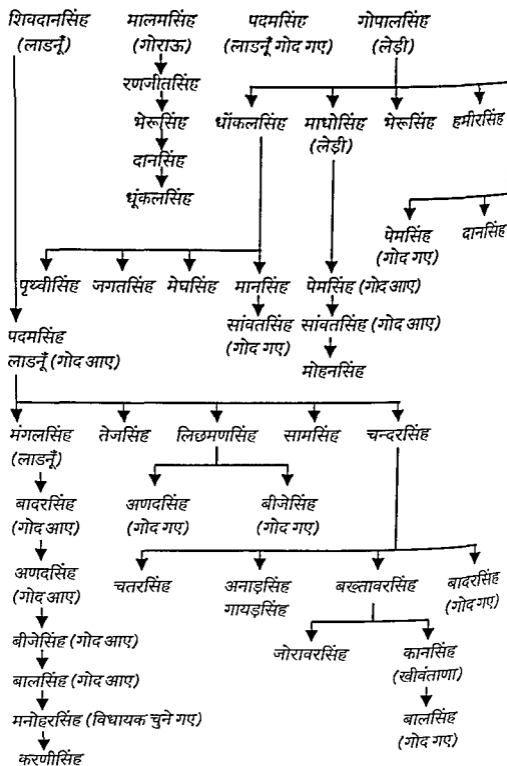 शिवदानसिंह मालमसिंह पदमसिंह गोपालसिंह
(लाडनूँ) (गोराऊ) (लाडनूँ गोद गए) (लेड़ी)
रणजीतसिंह
भेरूसिंह धौंकलसिंह माधोसिंह भेरूसिंह हमीरसिंह
(लेड़ी)
दानसिंह
धूंकलसिंह
पेमसिंह दानसिंह
(गोद गए)
पृथ्वीसिंह जगतसिंह मेघसिंह मानसिंह पेमसिंह (गोद आए)
सांवतसिंह सांवतसिंह (गोद आए)
(गोद गए)
पदमसिंह
लाडनूँ (गोद आए)
मोहनसिंह
मंगलसिंह तेजसिंह लिछमणसिंह सामसिंह चन्दरसिंह
(लाडनूँ)
बादरसिंह अणदसिंह बीजेसिंह
(गोद आए) (गोद गए) (गोद गए)
अणदसिंह
(गोद आए)
चतरसिंह अनाड़सिंह बख्तावरसिंह बादरसिंह
गायड़सिंह (गोद गए)
बीजेसिंह (गोद आए)
जोरावरसिंह कानसिंह
(खीवंताणा)
बालसिंह (गोद आए)
मनोहरसिंह (विधायक चुने गए) बालसिंह
(गोद गए)
करणीसिंह